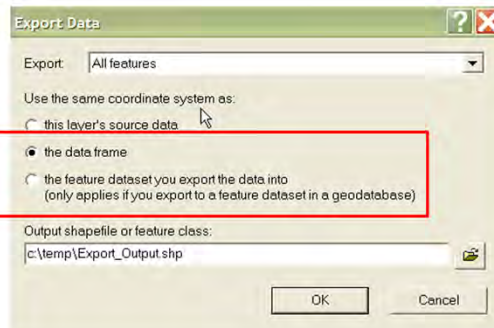 Export Data
Export: All features
Use the same coordinate system as:
this layer's source data
the data frame
the feature dataset you export the data into
(only applies if you export to a feature dataset in a geodatabase)
Output shapefile or feature class:
c:\temp\Export_Output.shp
OK Cancel